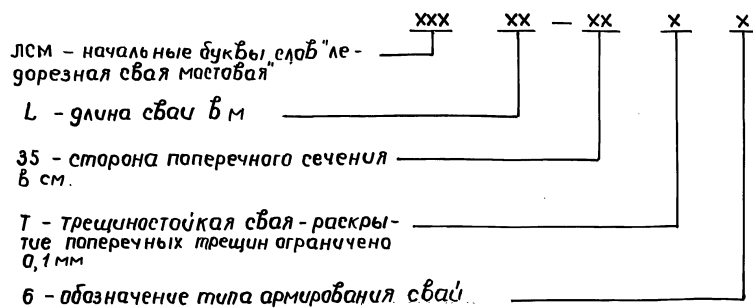 xxx xx - xx x x
ЛСМ - начальные буквы слов "ле-
дорезная свая мостовая"
L - длина сваи в м
35 - сторона поперечного сечения
в см.
Т - трещиностойкая свая - раскры-
тие поперечных трещин ограничено
0,1 мм
6 - обозначение типа армирования свай